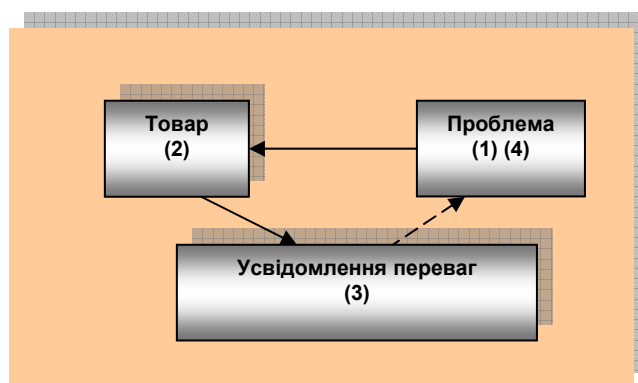 Товар
(2)
Проблема
(1) (4)
Усвідомлення переваг
(3)